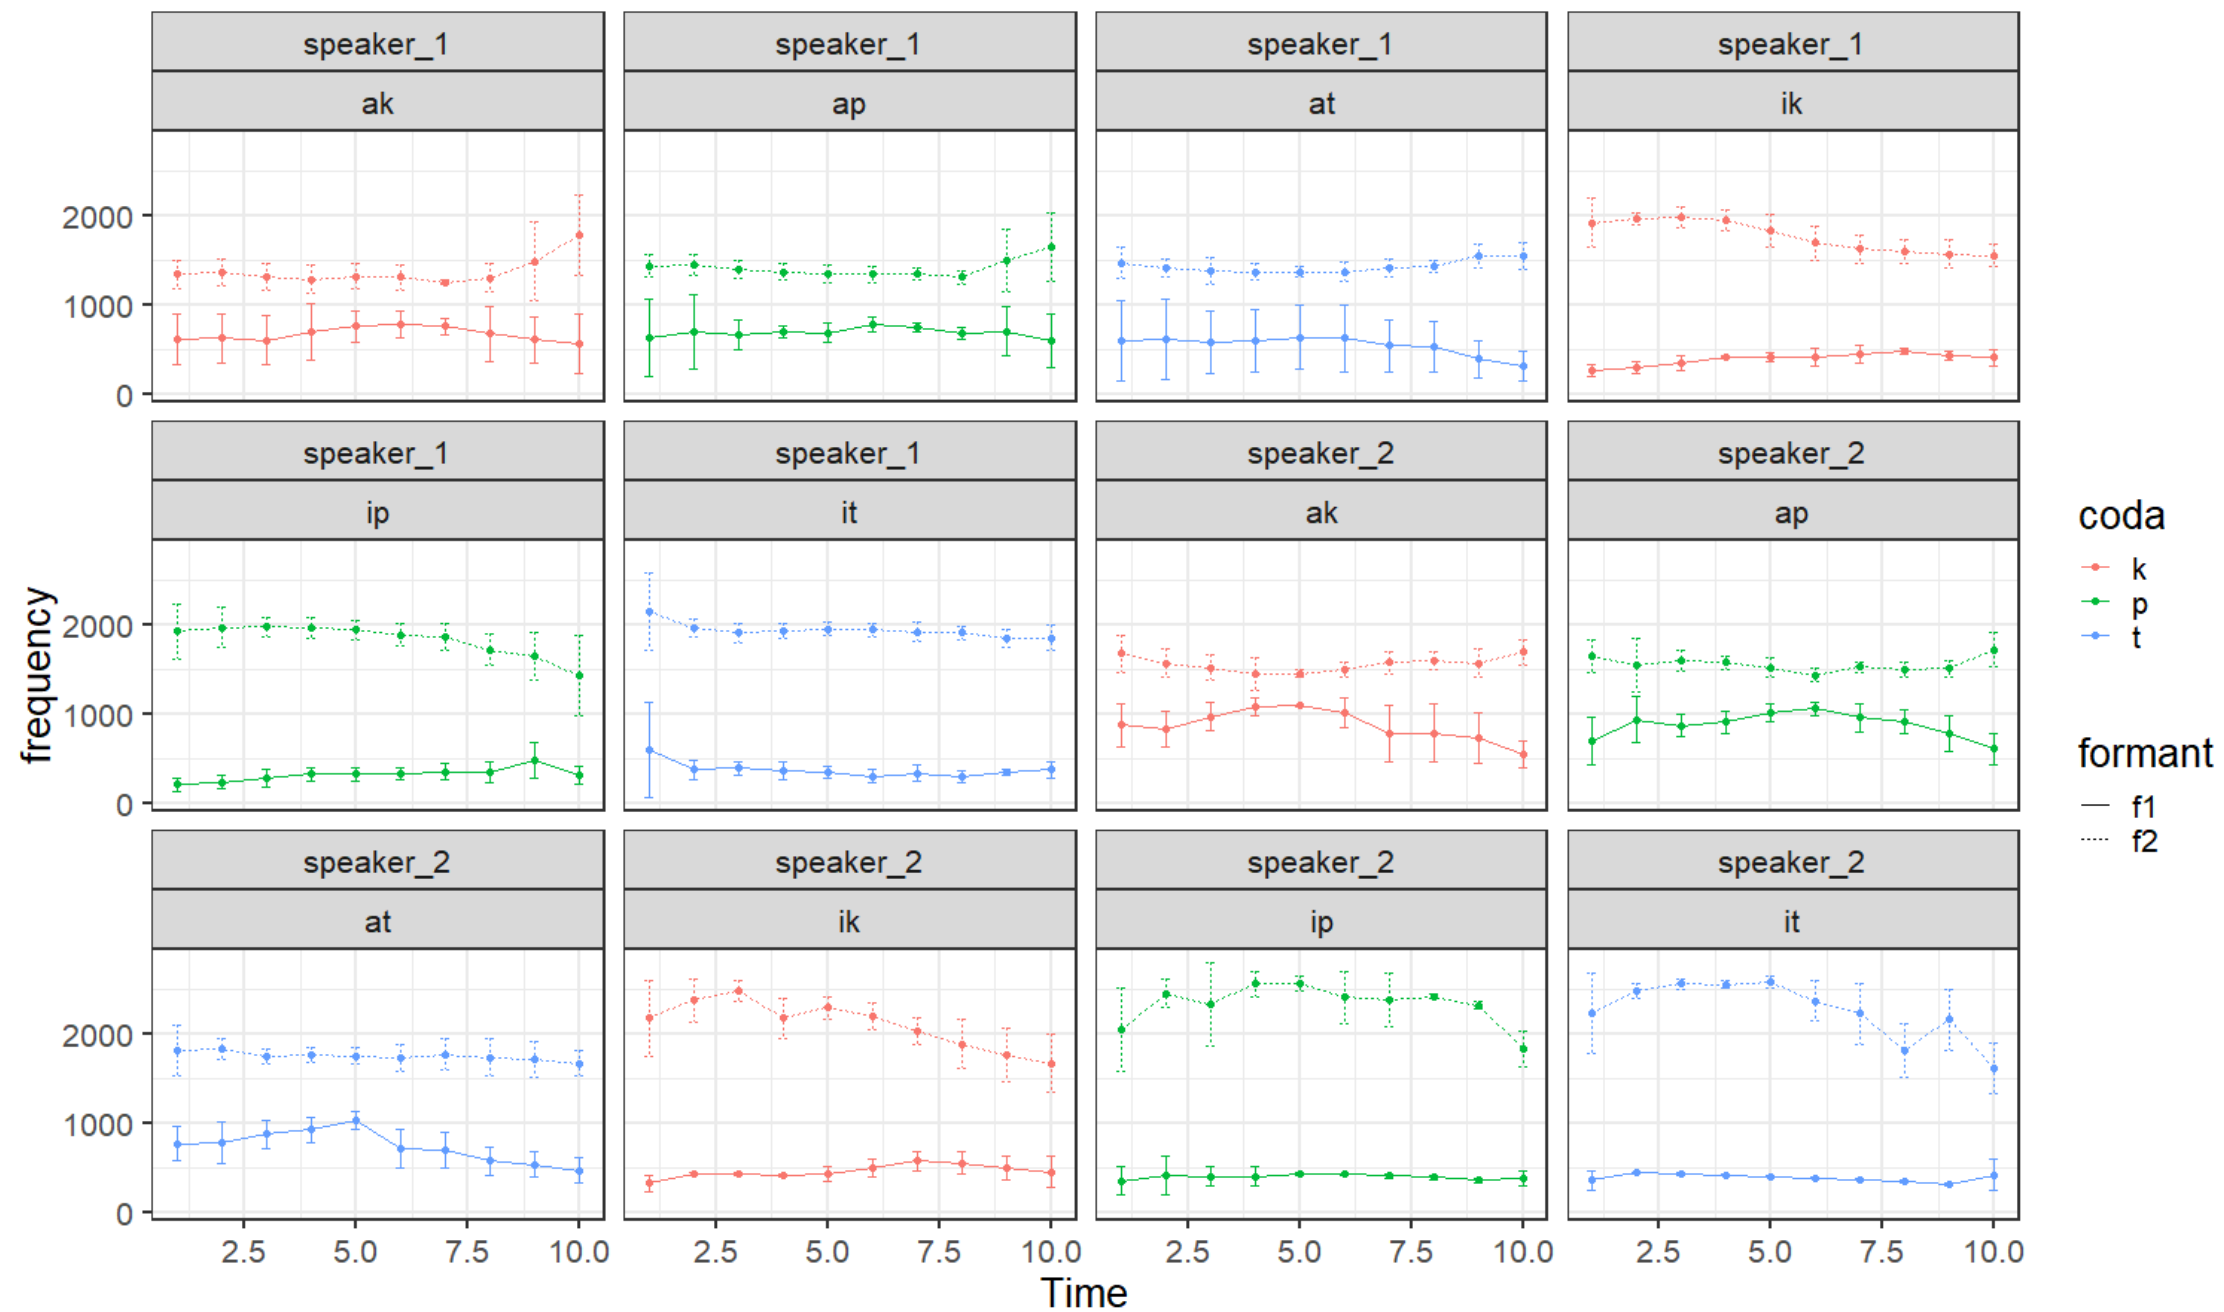 speaker_1 speaker_1 speaker_1 speaker_1
ak ap at ik
2000
1000
0
speaker_1 speaker_1 speaker_2 speaker_2
ip it ak ap
2000
1000
0
speaker_2 speaker_2 speaker_2 speaker_2
at ik ip it
2000
1000
0
2.5 5.0 7.5 10.0 2.5 5.0 7.5 10.0 2.5 5.0 7.5 10.0 2.5 5.0 7.5 10.0
Time
frequency
coda
k
p
t
formant
f1
f2